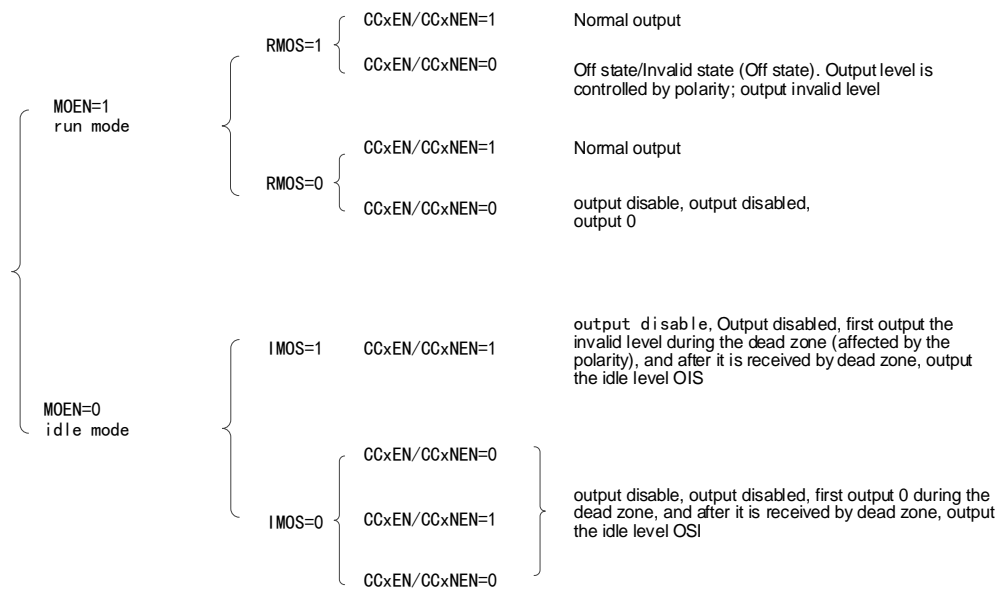 CCxEN/CCxNEN=1 Normal output
RMOS=1
CCxEN/CCxNEN=0 Off state/Invalid state (Off state). Output level is
controlled by polarity; output invalid level
MOEN=1
run mode
CCxEN/CCxNEN=1 Normal output
RMOS=0
CCxEN/CCxNEN=0 output disable, output disabled,
output 0
IMOS=1 CCxEN/CCxNEN=1 output disable, Output disabled, first output the
invalid level during the dead zone (affected by the
polarity), and after it is received by dead zone, output
the idle level OIS
MOEN=0
idle mode
CCxEN/CCxNEN=0
IMOS=0 CCxEN/CCxNEN=1 output disable, output disabled, first output 0 during the
dead zone, and after it is received by dead zone, output
the idle level OSI
CCxEN/CCxNEN=0